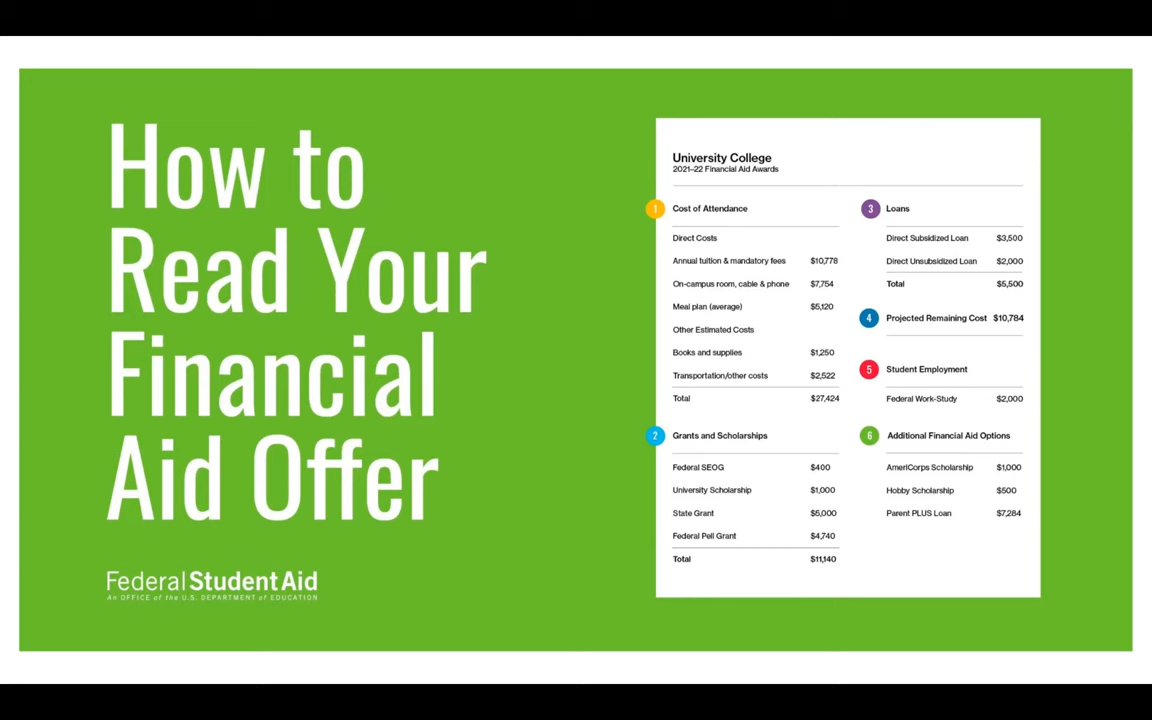 How to
Read Your
Financial
Aid Offer
Federal Student Aid
An OFFICE of the U.S. DEPARTMENT of EDUCATION
University College
2021–22 Financial Aid Awards
1 Cost of Attendance
Direct Costs
Annual tuition & mandatory fees $10,778
On-campus room, cable & phone $7,754
Meal plan (average) $5,120
Other Estimated Costs
Books and supplies $1,250
Transportation/other costs $2,522
Total $27,424
2 Grants and Scholarships
Federal SEOG $400
University Scholarship $1,000
State Grant $5,000
Federal Pell Grant $4,740
Total $11,140
3 Loans
Direct Subsidized Loan $3,500
Direct Unsubsidized Loan $2,000
Total $5,500
4 Projected Remaining Cost $10,784
5 Student Employment
Federal Work-Study $2,000
6 Additional Financial Aid Options
AmeriCorps Scholarship $1,000
Hobby Scholarship $500
Parent PLUS Loan $7,284